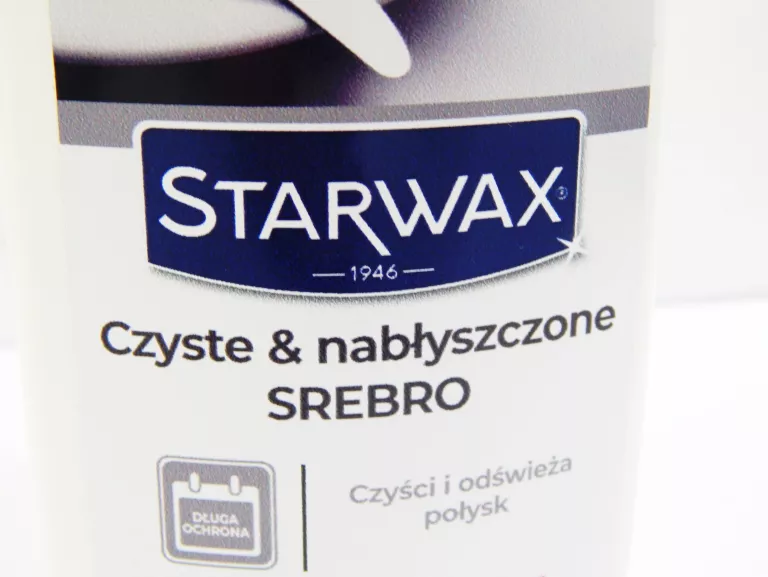 STARWAX®
— 1946 —
Czyste & nabłyszczone
SREBRO
DŁUGA
OCHRONA
Czyści i odświeża
połysk